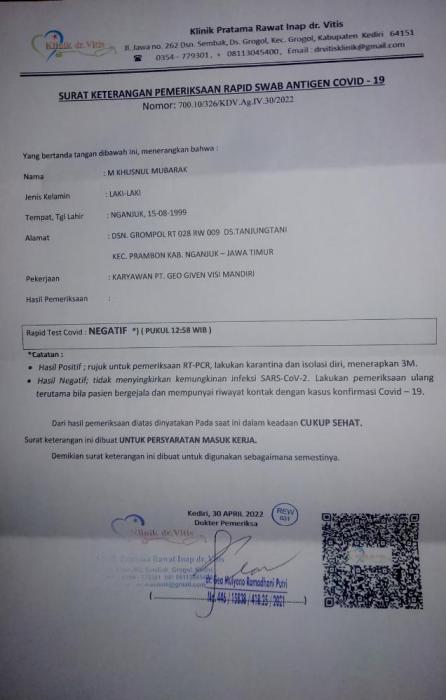 Klinik dr. Vitis
Klinik Pratama Rawat Inap dr. Vitis
Jl. Jawa no. 262 Dsn. Sembak, Ds. Grogol, Kec. Grogol, Kabupaten Kediri 64151
☎ 0354 - 779301, • 08113045400, Email : drvitisklinik@gmail.com
SURAT KETERANGAN PEMERIKSAAN RAPID SWAB ANTIGEN COVID - 19
Nomor: 700.10/326/KDV.Ag.IV.30/2022
Yang bertanda tangan dibawah ini, menerangkan bahwa :
Nama : M KHUSNUL MUBARAK
Jenis Kelamin : LAKI-LAKI
Tempat, Tgl Lahir : NGANJUK, 15-08-1999
Alamat : DSN. GROMPOL RT 028 RW 009 DS.TANJUNGTANI
KEC. PRAMBON KAB. NGANJUK – JAWA TIMUR
Pekerjaan : KARYAWAN PT. GEO GIVEN VISI MANDIRI
Hasil Pemeriksaan :
Rapid Test Covid : NEGATIF *) ( PUKUL 12:58 WIB )
*Catatan :
• Hasil Positif ; rujuk untuk pemeriksaan RT-PCR, lakukan karantina dan isolasi diri, menerapkan 3M.
• Hasil Negatif; tidak menyingkirkan kemungkinan infeksi SARS-CoV-2. Lakukan pemeriksaan ulang
terutama bila pasien bergejala dan mempunyai riwayat kontak dengan kasus konfirmasi Covid – 19.
Dari hasil pemeriksaan diatas dinyatakan Pada saat ini dalam keadaan CUKUP SEHAT.
Surat keterangan ini dibuat UNTUK PERSYARATAN MASUK KERJA.
Demikian surat keterangan ini dibuat untuk digunakan sebagaimana semestinya.
Kediri, 30 APRIL 2022
Dokter Pemeriksa
REW
031
Klinik dr. Vitis
Pratama Rawat Inap dr. Vitis
dr. Geo Mulyono Ramadhani Putri
No. 446 / 15838 / 418.25 / 2021